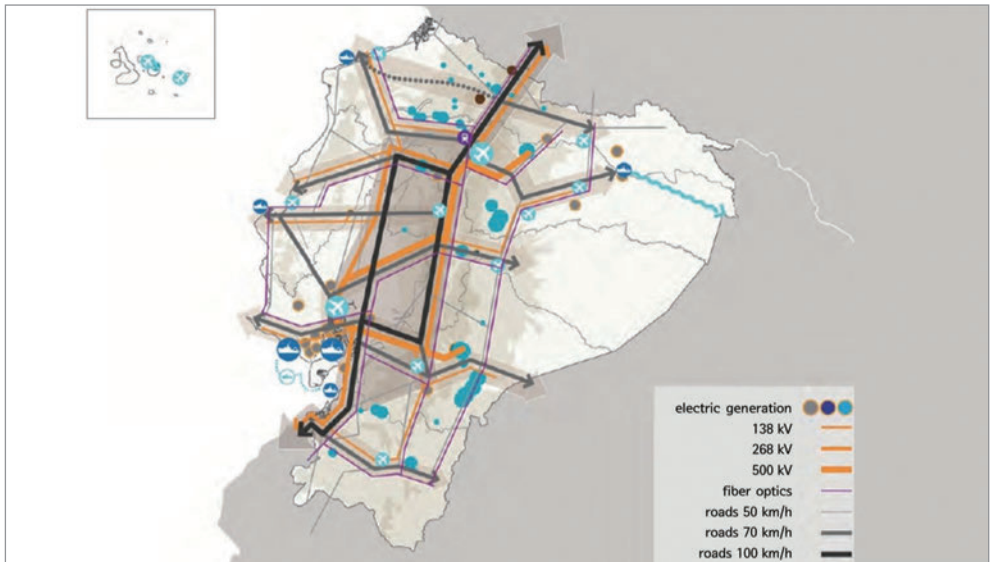 electric generation
138 kV
268 kV
500 kV
fiber optics
roads 50 km/h
roads 70 km/h
roads 100 km/h